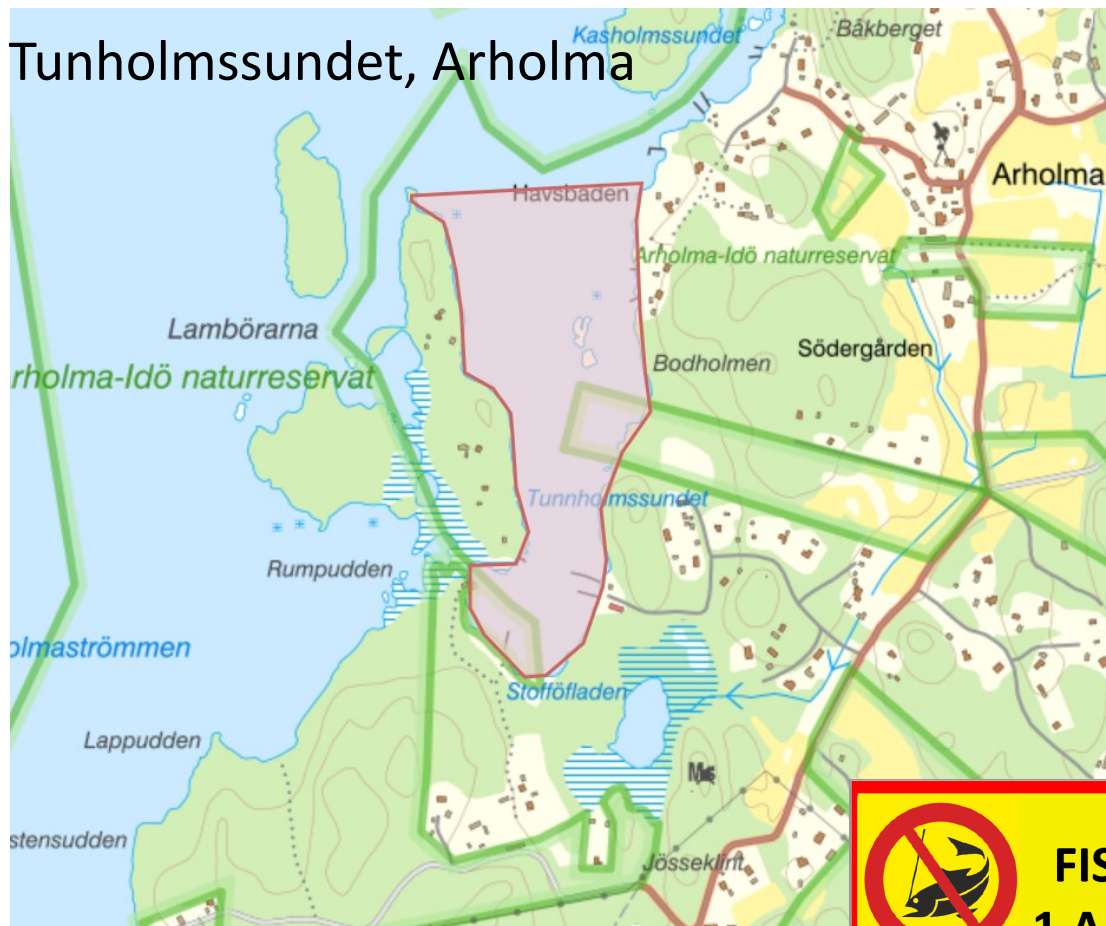 Tunholmssundet, Arholma
Kasholmssundet
Båkberget
Arholma
Havsbaden
Arholma-Idö naturreservat
Lambörarna
Södergården
Bodholmen
rholma-Idö naturreservat
Tunnholmssundet
Rumpudden
olmaströmmen
Stofföfladen
Lappudden
stensudden
Jösseklint
FIS
1 A